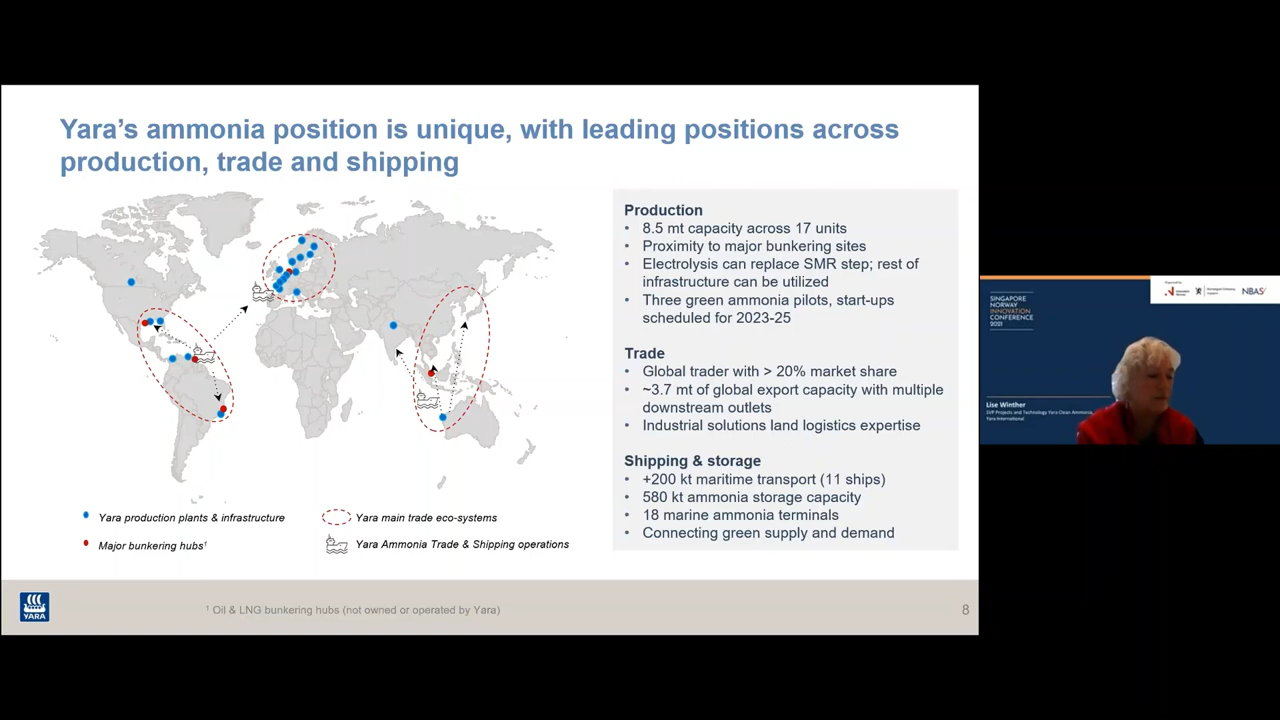 Yara's ammonia position is unique, with leading positions across
production, trade and shipping
Production
• 8.5 mt capacity across 17 units
• Proximity to major bunkering sites
• Electrolysis can replace SMR step; rest of
infrastructure can be utilized
• Three green ammonia pilots, start-ups
scheduled for 2023-25
Trade
• Global trader with > 20% market share
• ~3.7 mt of global export capacity with multiple
downstream outlets
• Industrial solutions land logistics expertise
Shipping & storage
• +200 kt maritime transport (11 ships)
• 580 kt ammonia storage capacity
• 18 marine ammonia terminals
• Connecting green supply and demand
Yara production plants & infrastructure
Yara main trade eco-systems
Major bunkering hubs¹
Yara Ammonia Trade & Shipping operations
YARA
¹ Oil & LNG bunkering hubs (not owned or operated by Yara)
8
SINGAPORE
NORWAY
INNOVATION
CONFERENCE
2021
NBAS
Lise Winther
SVP Projects and Technology Yara Clean Ammonia,
Yara International